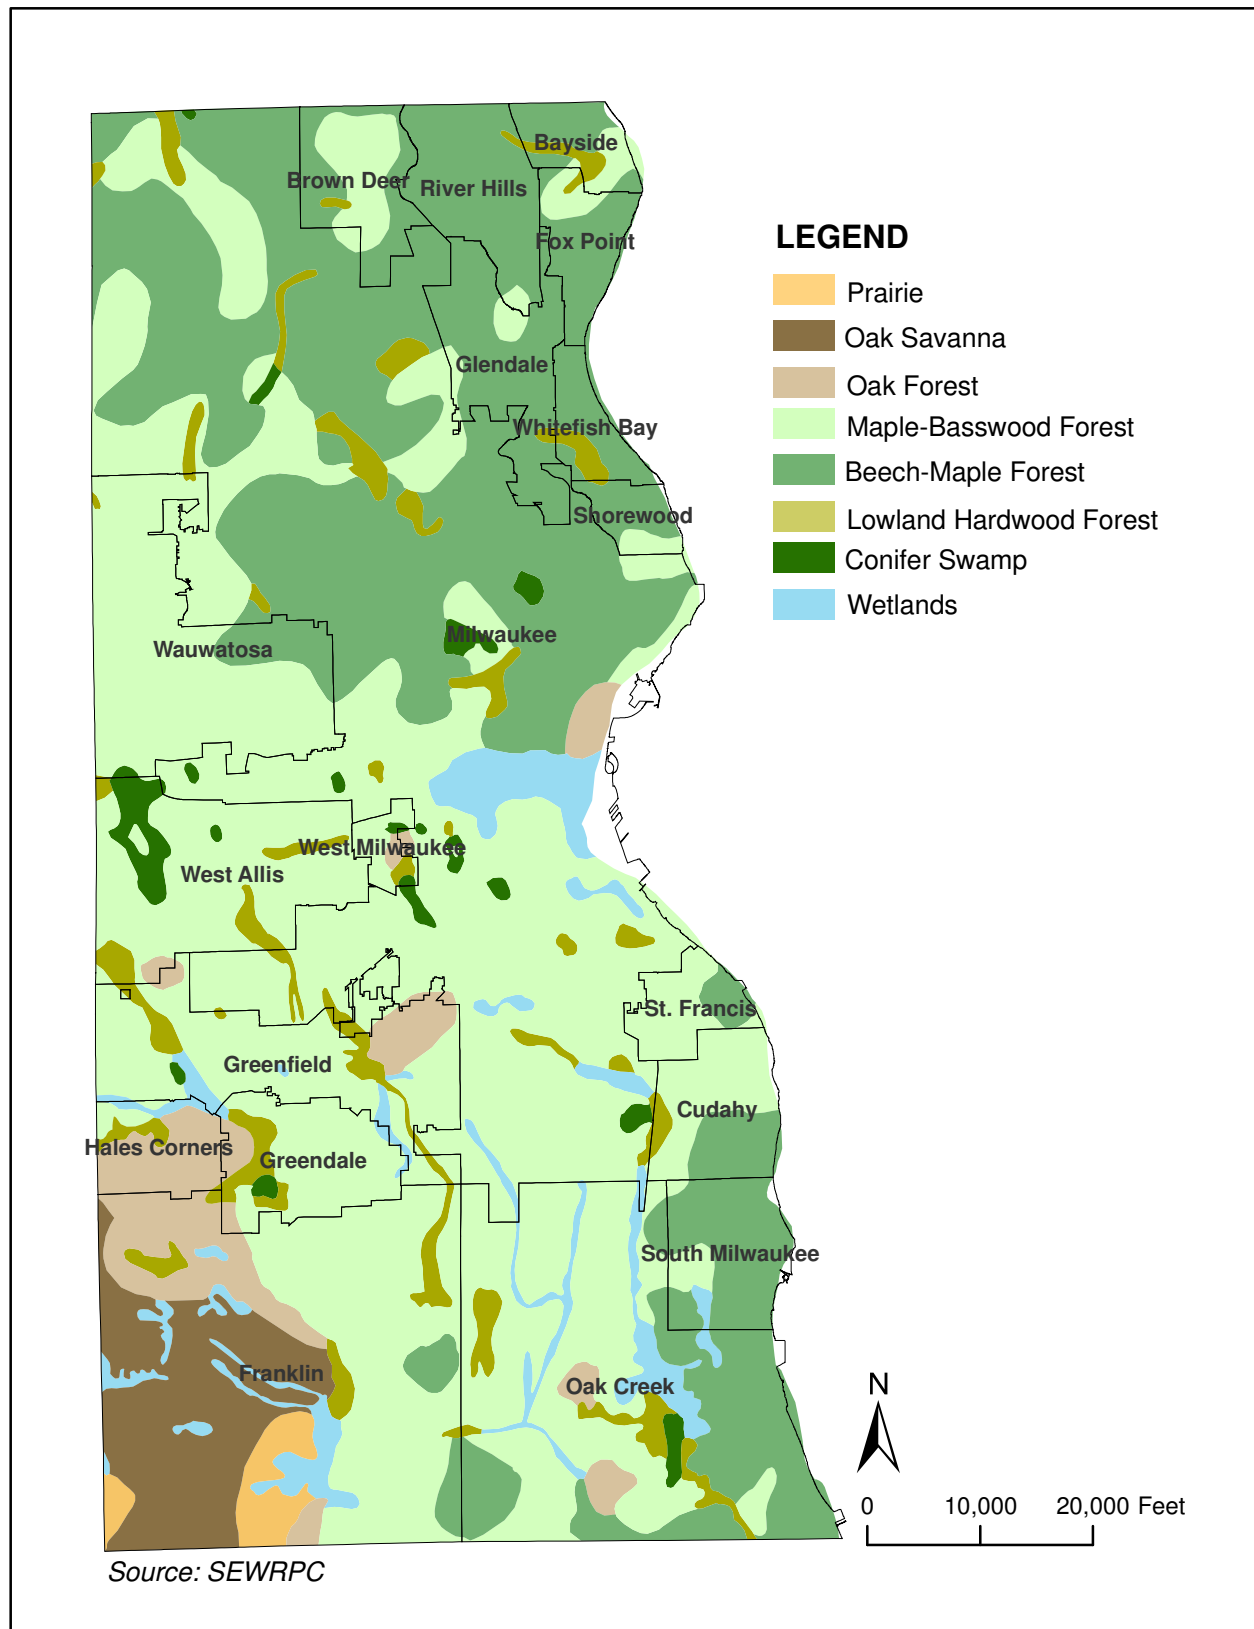 Bayside
Brown Deer
River Hills
Fox Point
LEGEND
Prairie
Oak Savanna
Oak Forest
Maple-Basswood Forest
Beech-Maple Forest
Lowland Hardwood Forest
Conifer Swamp
Wetlands
Glendale
Whitefish Bay
Shorewood
Milwaukee
Wauwatosa
West Milwaukee
West Allis
St. Francis
Greenfield
Cudahy
Hales Corners
Greendale
South Milwaukee
Franklin
Oak Creek
N
0 10,000 20,000 Feet
Source: SEWRPC